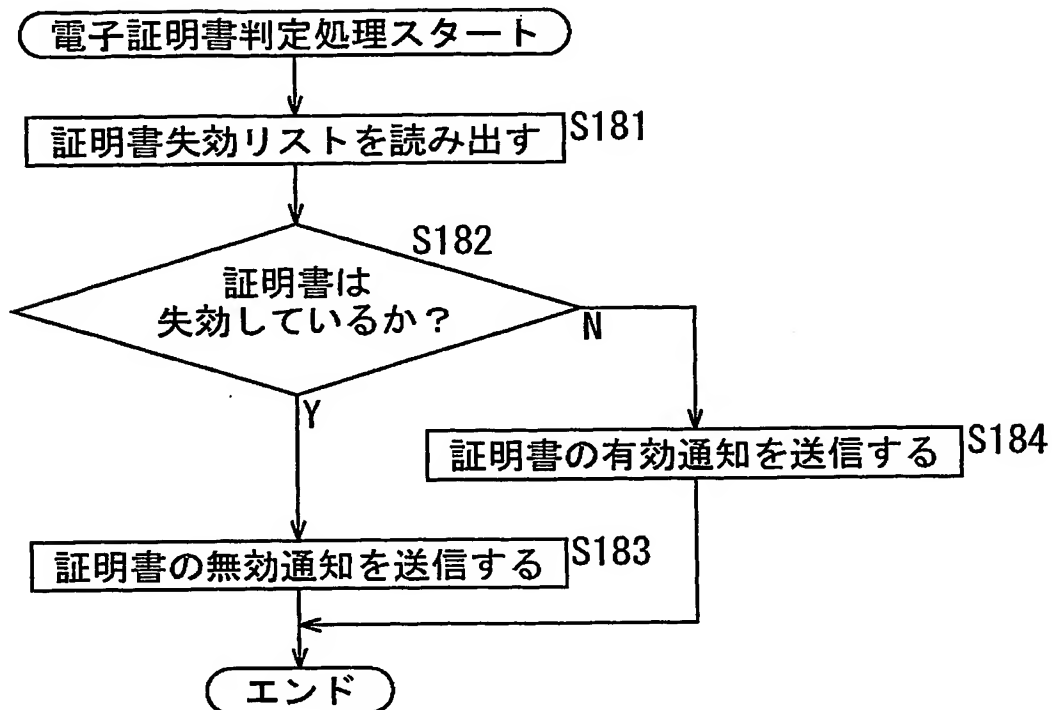 電子証明書判定処理スタート
証明書失効リストを読み出す
S181
S182
証明書は
失効しているか？
N
Y
証明書の有効通知を送信する
S184
証明書の無効通知を送信する
S183
エンド